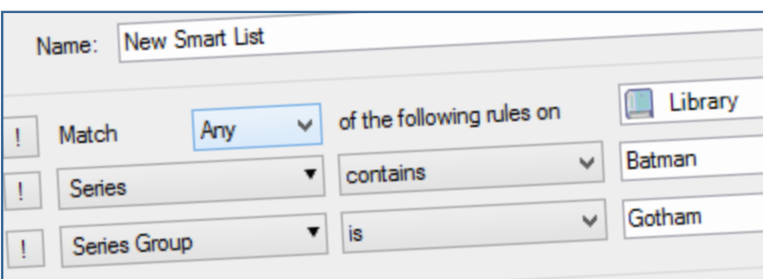 Name: New Smart List
! Match Any of the following rules on Library
! Series contains Batman
! Series Group is Gotham